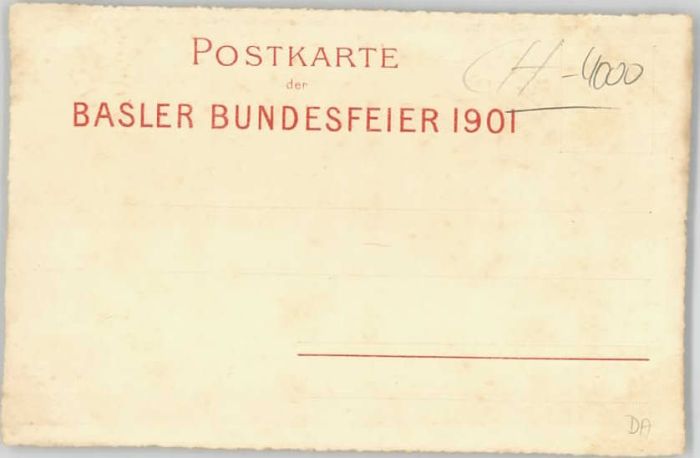 POSTKARTE
CH-4000
der
BASLER BUNDESFEIER 1901
DA